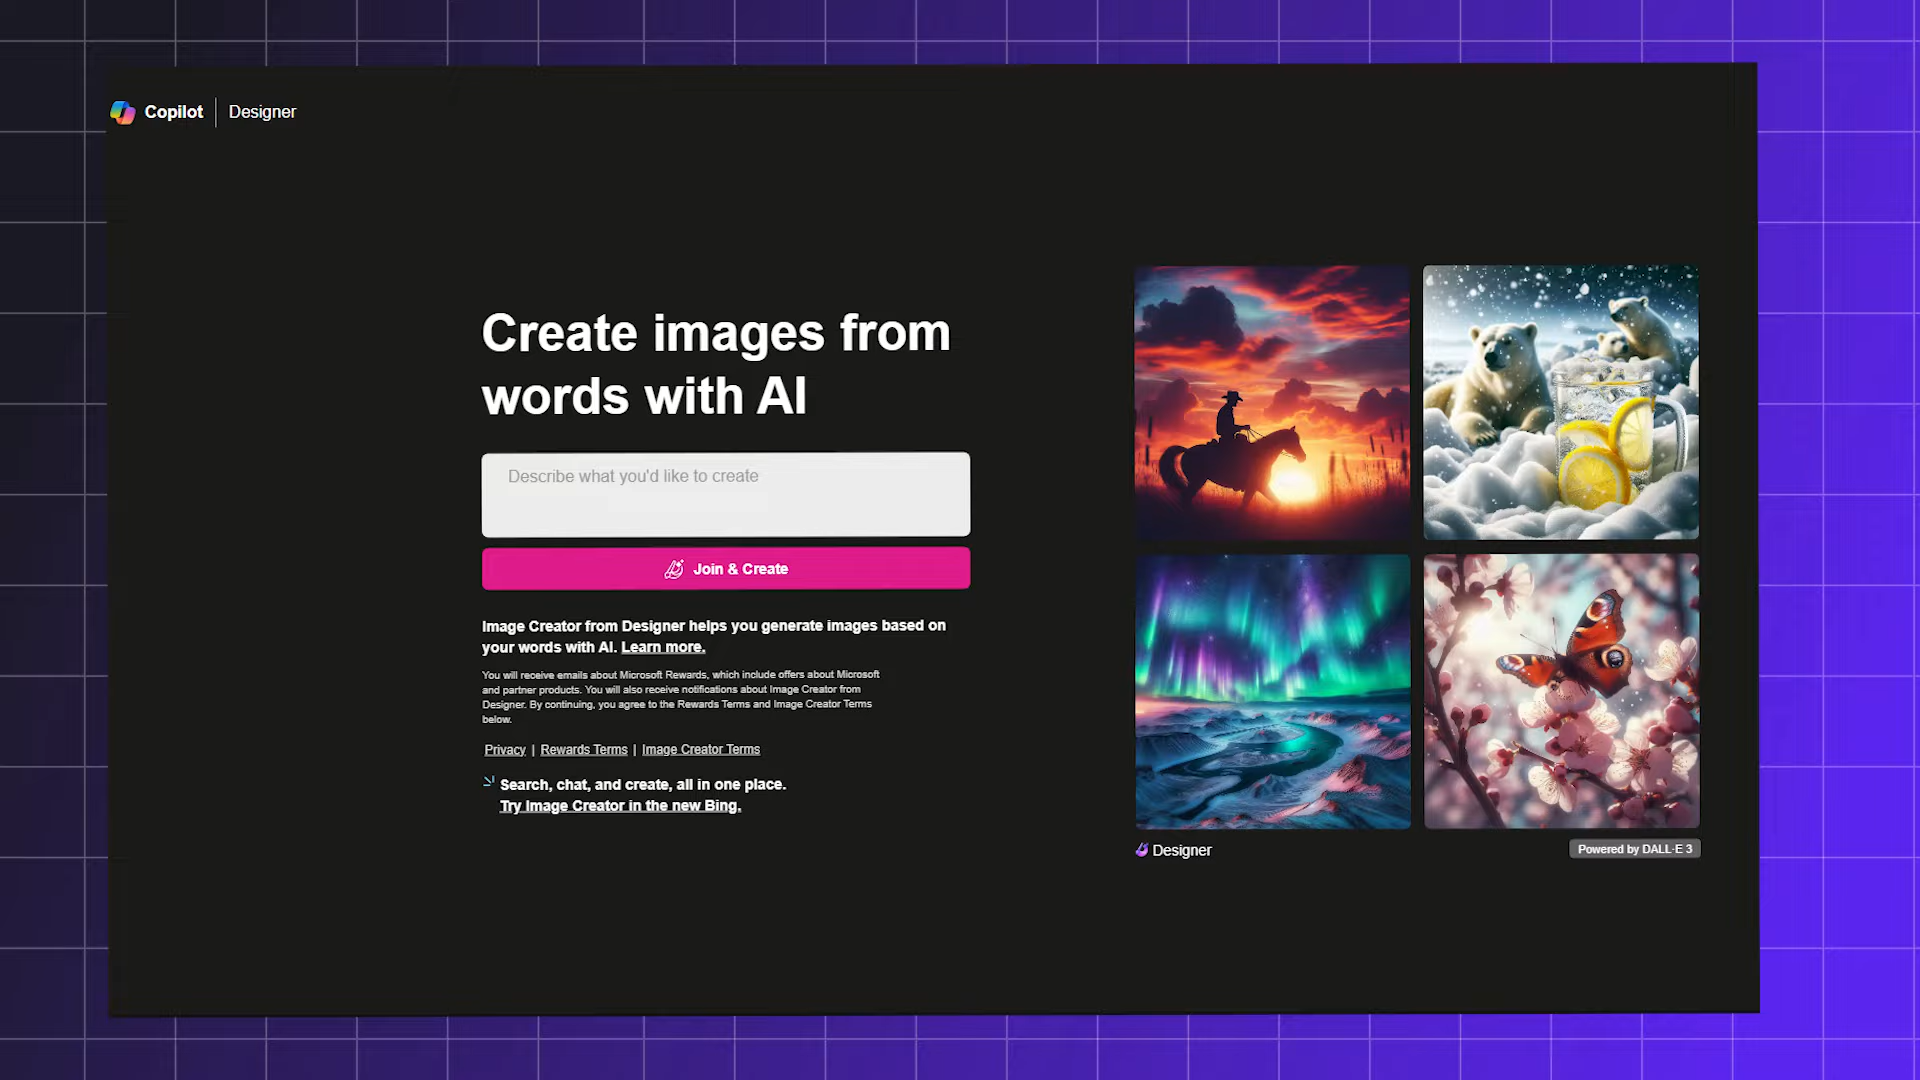 Copilot | Designer
Create images from
words with AI
Describe what you'd like to create
Join & Create
Image Creator from Designer helps you generate images based on
your words with AI. Learn more.
You will receive emails about Microsoft Rewards, which include offers about Microsoft
and partner products. You will also receive notifications about Image Creator from
Designer. By continuing, you agree to the Rewards Terms and Image Creator Terms
below.
Privacy | Rewards Terms | Image Creator Terms
Search, chat, and create, all in one place.
Try Image Creator in the new Bing.
Designer
Powered by DALL·E 3